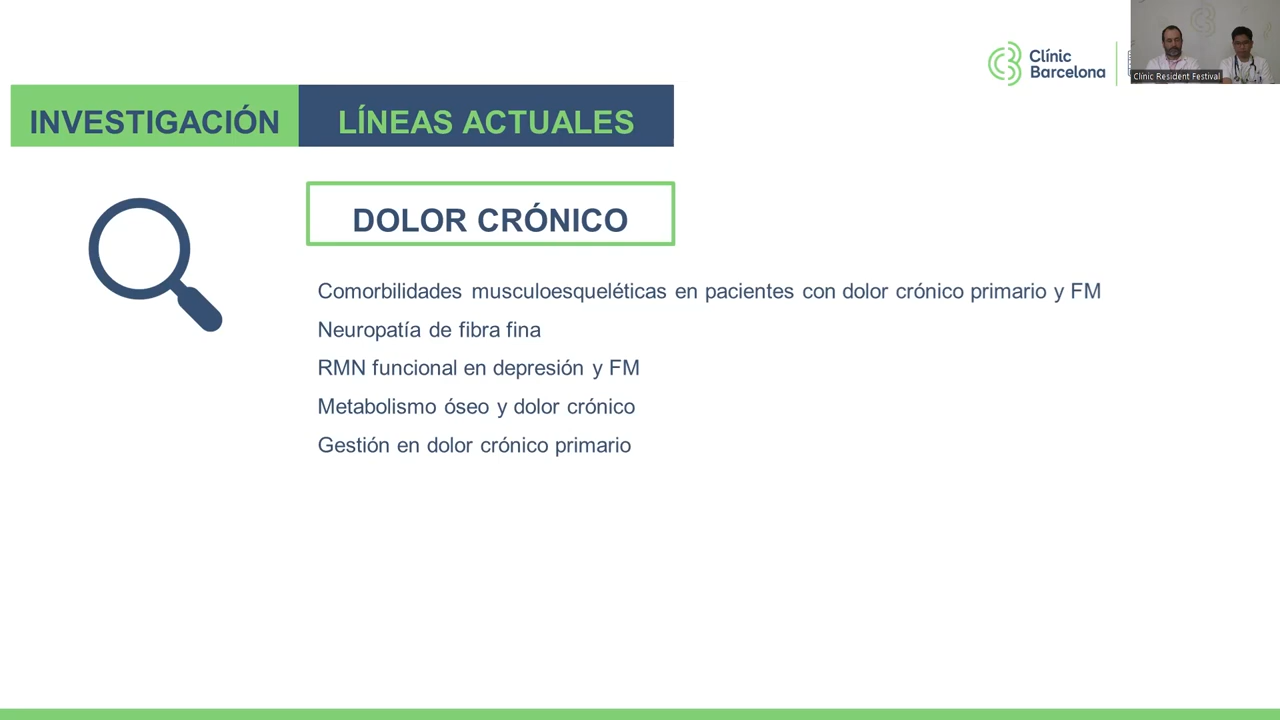 Clínic
Barcelona
Clínic Resident Festival
INVESTIGACIÓN
LÍNEAS ACTUALES
DOLOR CRÓNICO
Comorbilidades musculoesqueléticas en pacientes con dolor crónico primario y FM
Neuropatía de fibra fina
RMN funcional en depresión y FM
Metabolismo óseo y dolor crónico
Gestión en dolor crónico primario